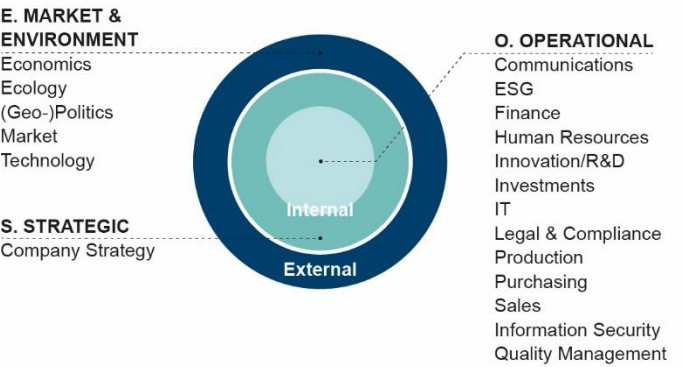 E. MARKET &
ENVIRONMENT
Economics
Ecology
(Geo-)Politics
Market
Technology
S. STRATEGIC
Company Strategy
Internal
External
O. OPERATIONAL
Communications
ESG
Finance
Human Resources
Innovation/R&D
Investments
IT
Legal & Compliance
Production
Purchasing
Sales
Information Security
Quality Management